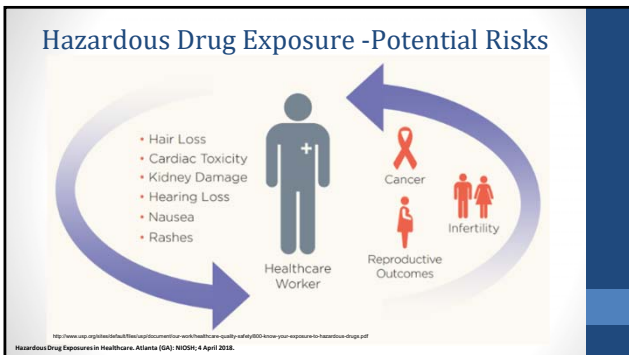 Hazardous Drug Exposure -Potential Risks
• Hair Loss
• Cardiac Toxicity
• Kidney Damage
• Hearing Loss
• Nausea
• Rashes
Healthcare
Worker
Cancer
Reproductive
Outcomes
Infertility
http://www.usp.org/sites/default/files/usp/document/our-work/healthcare-quality-safety/800-know-your-exposure-to-hazardous-drugs.pdf
Hazardous Drug Exposures in Healthcare. Atlanta (GA): NIOSH; 4 April 2018.